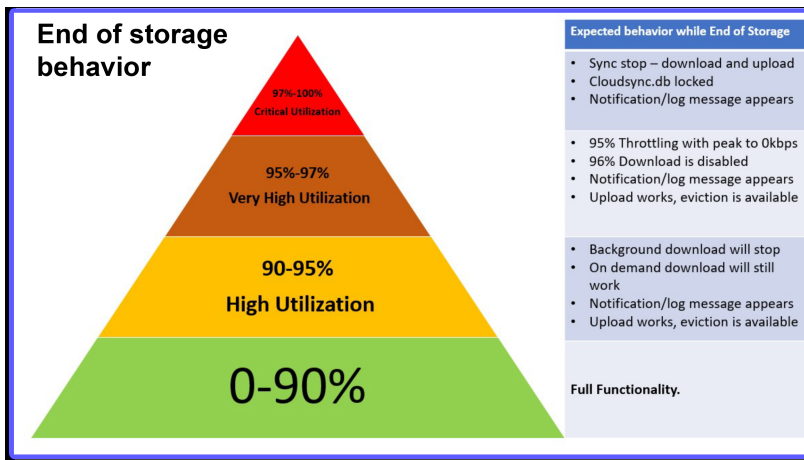 End of storage
behavior
97%-100%
Critical Utilization
95%-97%
Very High Utilization
90-95%
High Utilization
0-90%
Expected behavior while End of Storage
• Sync stop – download and upload
• Cloudsync.db locked
• Notification/log message appears
• 95% Throttling with peak to 0kbps
• 96% Download is disabled
• Notification/log message appears
• Upload works, eviction is available
• Background download will stop
• On demand download will still
work
• Notification/log message appears
• Upload works, eviction is available
Full Functionality.